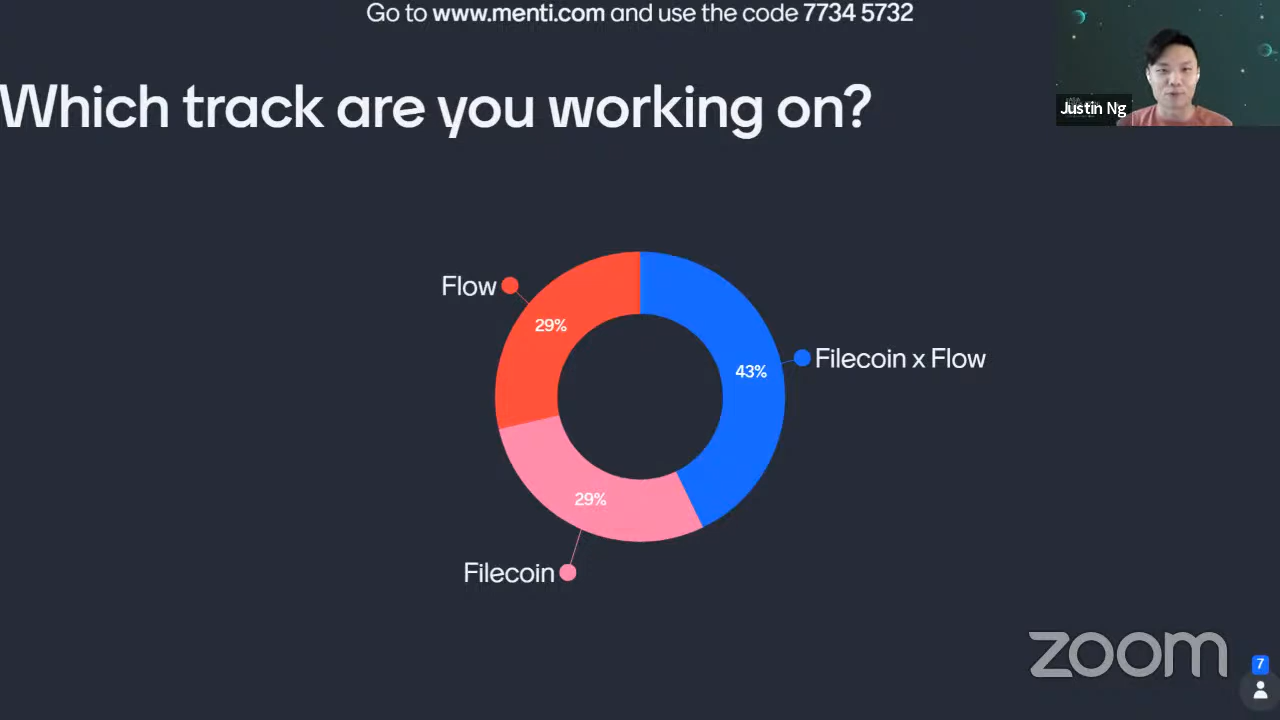 Go to www.menti.com and use the code 7734 5732
Justin Ng
Which track are you working on?
Flow
29%
Filecoin x Flow
43%
29%
Filecoin
zoom
7